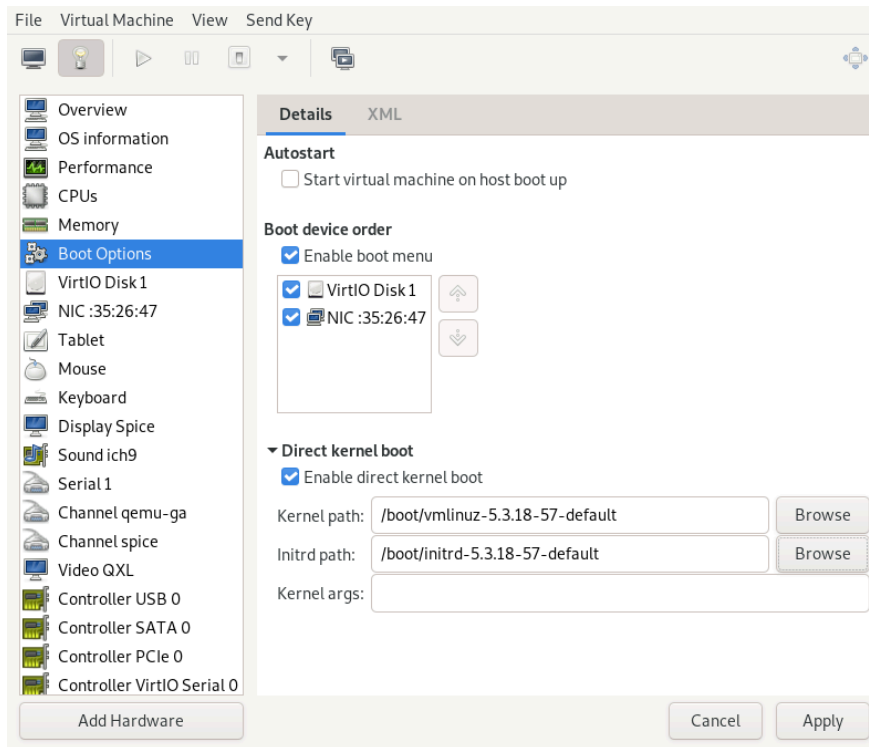 File Virtual Machine View Send Key
Overview
OS information
Performance
CPUs
Memory
Boot Options
VirtIO Disk 1
NIC :35:26:47
Tablet
Mouse
Keyboard
Display Spice
Sound ich9
Serial 1
Channel qemu-ga
Channel spice
Video QXL
Controller USB 0
Controller SATA 0
Controller PCIe 0
Controller VirtIO Serial 0
Add Hardware
Details XML
Autostart
Start virtual machine on host boot up
Boot device order
Enable boot menu
VirtIO Disk 1
NIC :35:26:47
Direct kernel boot
Enable direct kernel boot
Kernel path: /boot/vmlinuz-5.3.18-57-default Browse
Initrd path: /boot/initrd-5.3.18-57-default Browse
Kernel args:
Cancel Apply